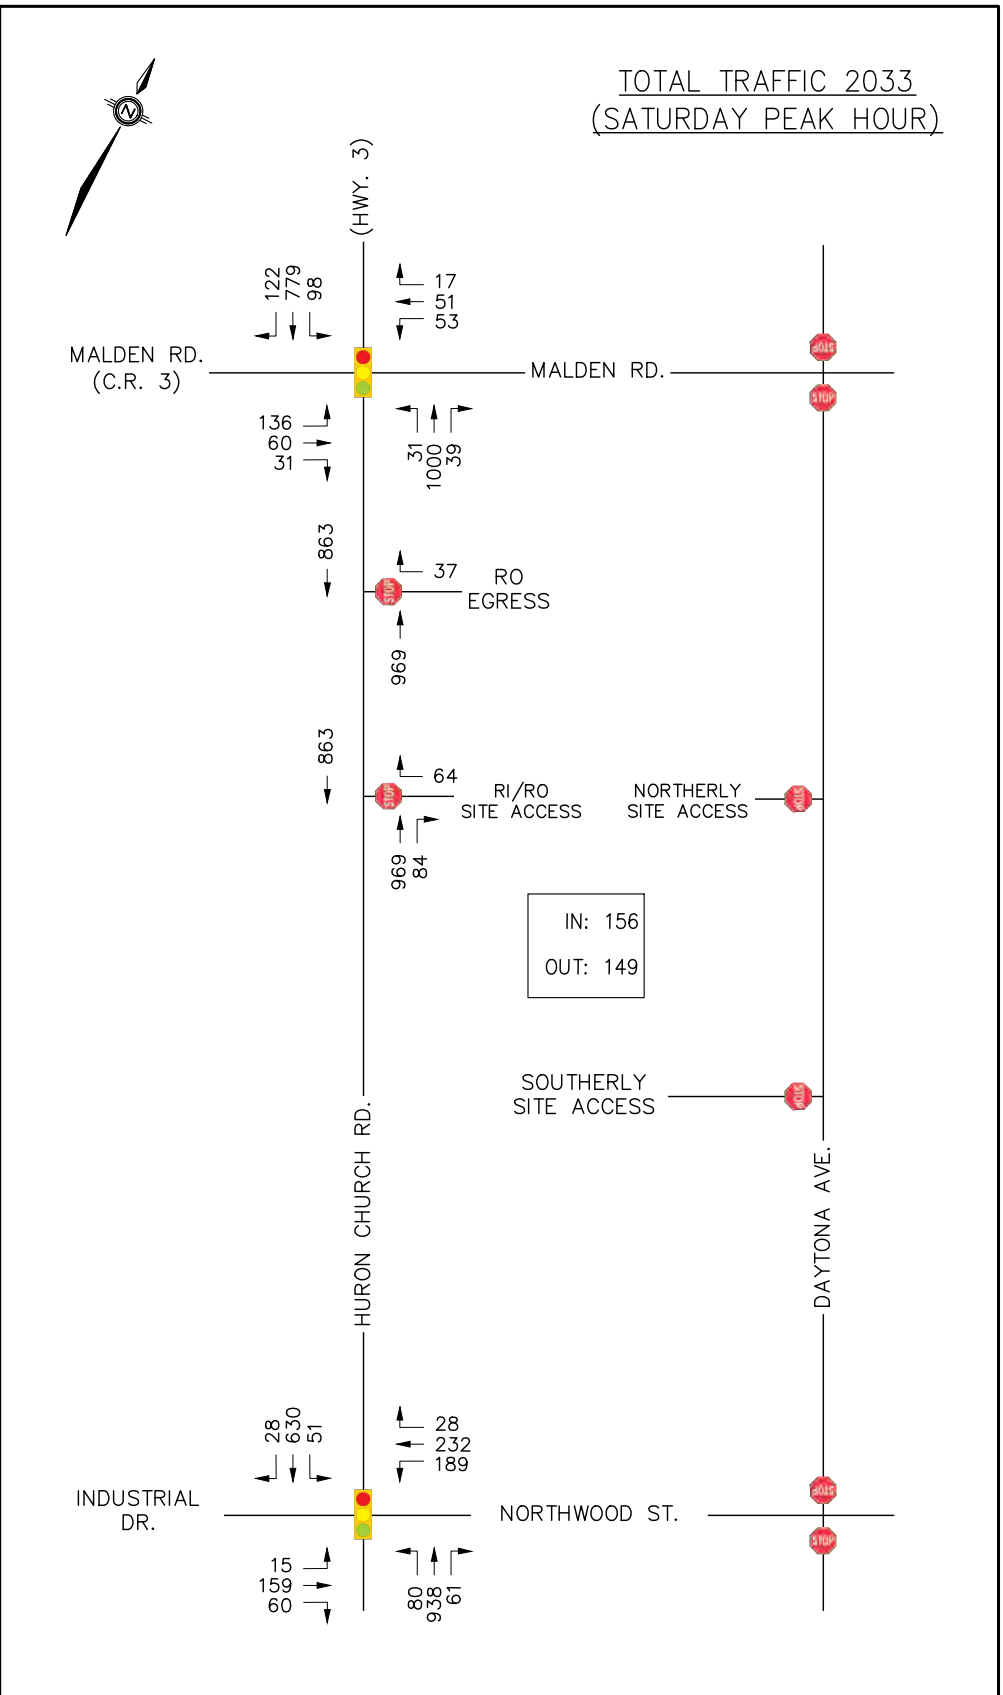 TOTAL TRAFFIC 2033
(SATURDAY PEAK HOUR)
N
(HWY. 3)
122
779
98
17
51
53
MALDEN RD.
(C.R. 3)
MALDEN RD.
STOP
STOP
136
60
31
31
1000
39
863
37
RO
EGRESS
STOP
969
863
64
RI/RO
SITE ACCESS
STOP
NORTHERLY
SITE ACCESS
STOP
969
84
IN: 156
OUT: 149
SOUTHERLY
SITE ACCESS
STOP
HURON CHURCH RD.
DAYTONA AVE.
28
630
51
28
232
189
INDUSTRIAL
DR.
NORTHWOOD ST.
STOP
STOP
15
159
60
80
938
61